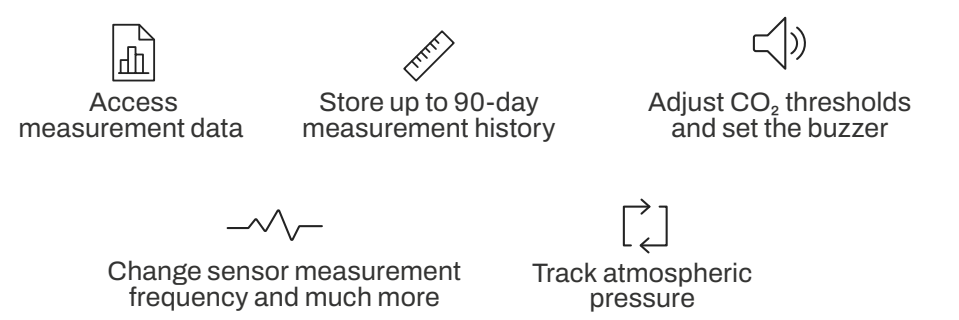 Access
measurement data
Store up to 90-day
measurement history
Adjust CO₂ thresholds
and set the buzzer
Change sensor measurement
frequency and much more
Track atmospheric
pressure